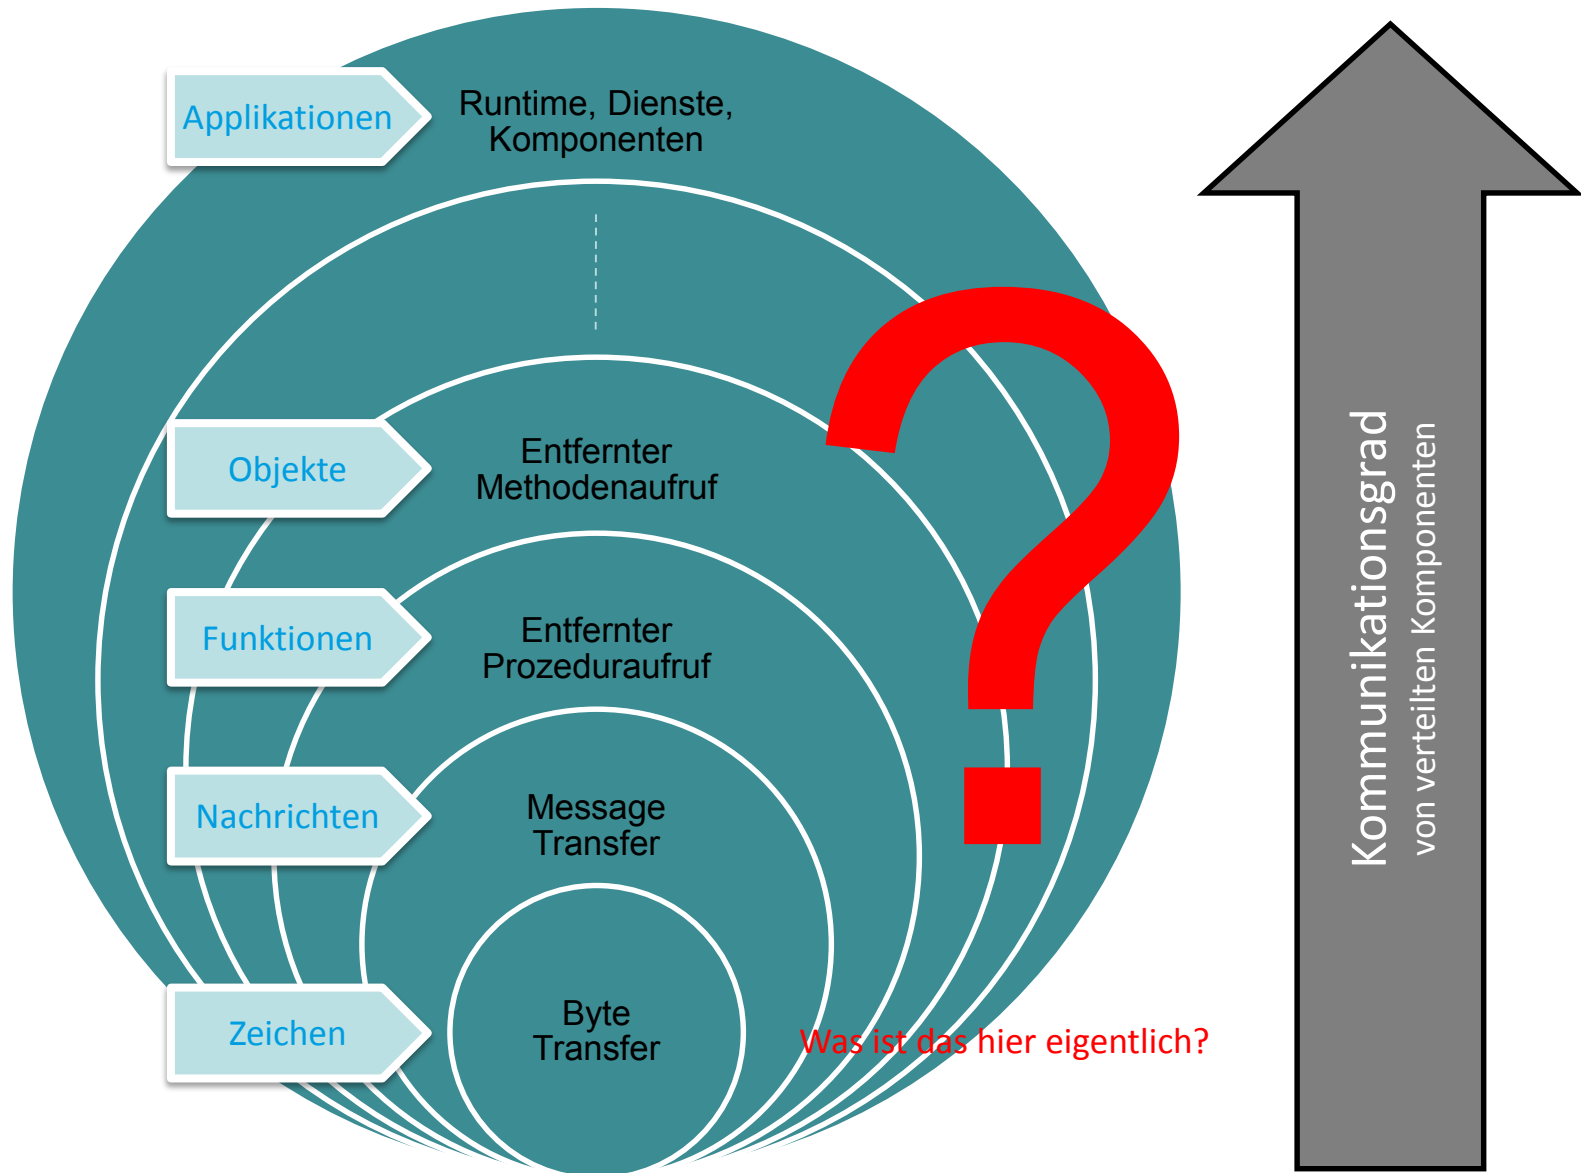 Applikationen
Runtime, Dienste,
Komponenten
Objekte
Entfernter
Methodenaufruf
Funktionen
Entfernter
Prozeduraufruf
Nachrichten
Message
Transfer
Zeichen
Byte
Transfer
Was ist das hier eigentlich?
?
Kommunikationsgrad
von verteilten Komponenten